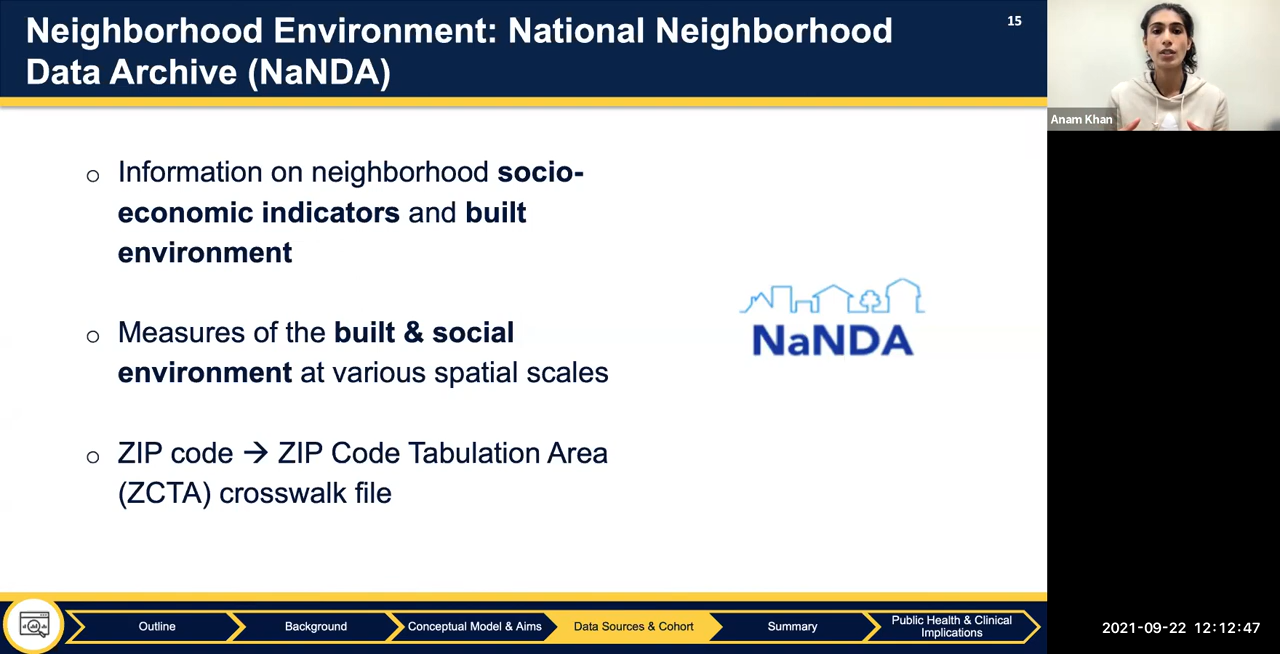 Neighborhood Environment: National Neighborhood
Data Archive (NaNDA)
15
Anam Khan
○ Information on neighborhood socio-
economic indicators and built
environment
○ Measures of the built & social
environment at various spatial scales
○ ZIP code → ZIP Code Tabulation Area
(ZCTA) crosswalk file
NaNDA
Outline
Background
Conceptual Model & Aims
Data Sources & Cohort
Summary
Public Health & Clinical
Implications
2021-09-22 12:12:47